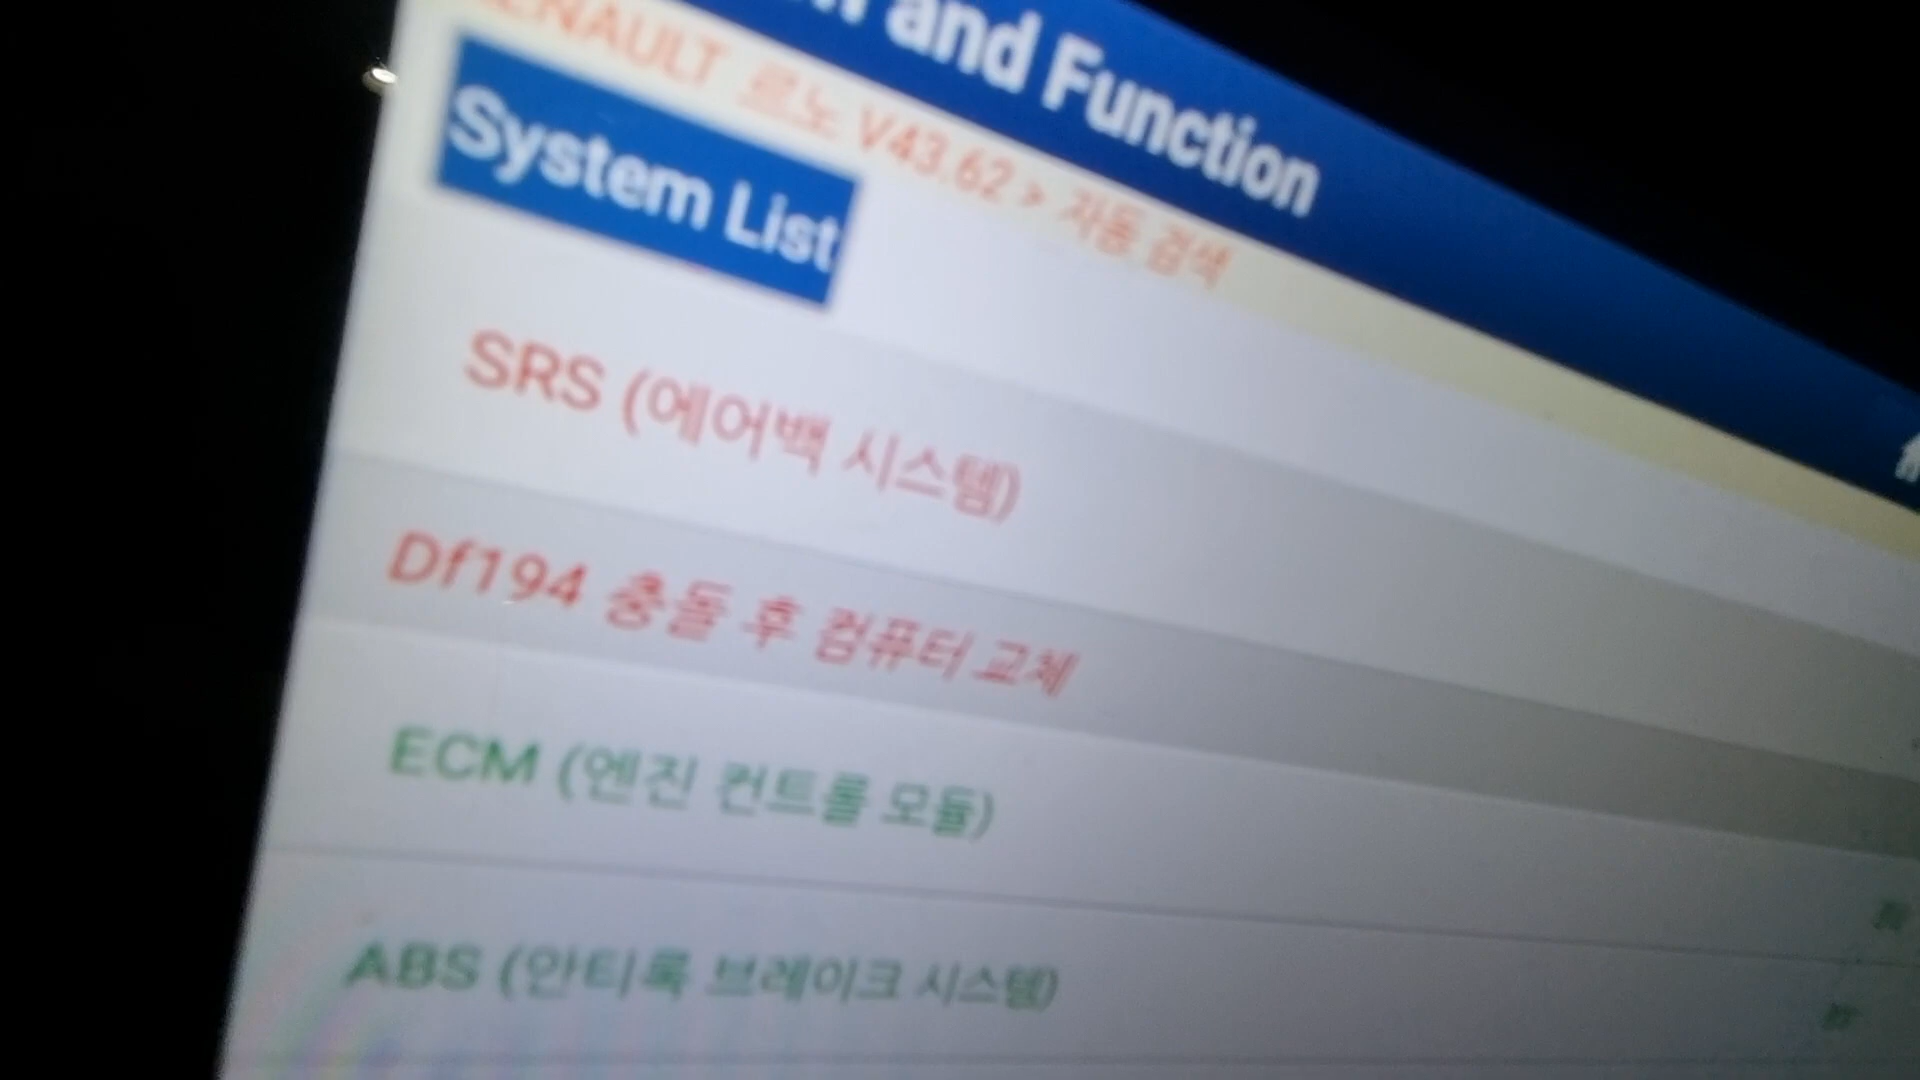 and Function
RENAULT 르노 V43.62 > 자동 검색
System List
SRS (에어백 시스템)
Df194 충돌 후 컴퓨터 교체
ECM (엔진 컨트롤 모듈)
ABS (안티록 브레이크 시스템)